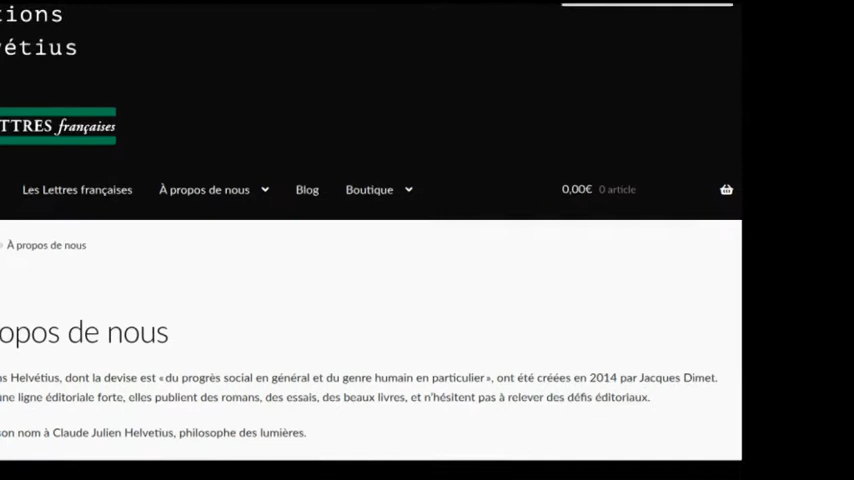 tions
vétius
TTRES françaises
Les Lettres françaises À propos de nous Blog Boutique 0,00€ 0 article
À propos de nous
opos de nous
s Helvétius, dont la devise est « du progrès social en général et du genre humain en particulier », ont été créées en 2014 par Jacques Dimet.
ne ligne éditoriale forte, elles publient des romans, des essais, des beaux livres, et n’hésitent pas à relever des défis éditoriaux.
son nom à Claude Julien Helvetius, philosophe des lumières.